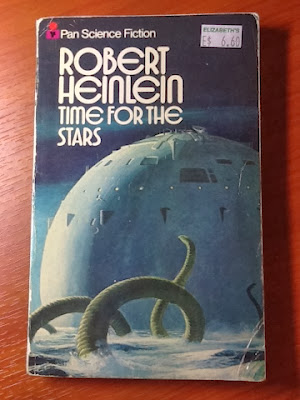 Pan Science Fiction
ELIZABETH'S
F$ 6.60
ROBERT
HEINLEIN
TIME FOR THE
STARS